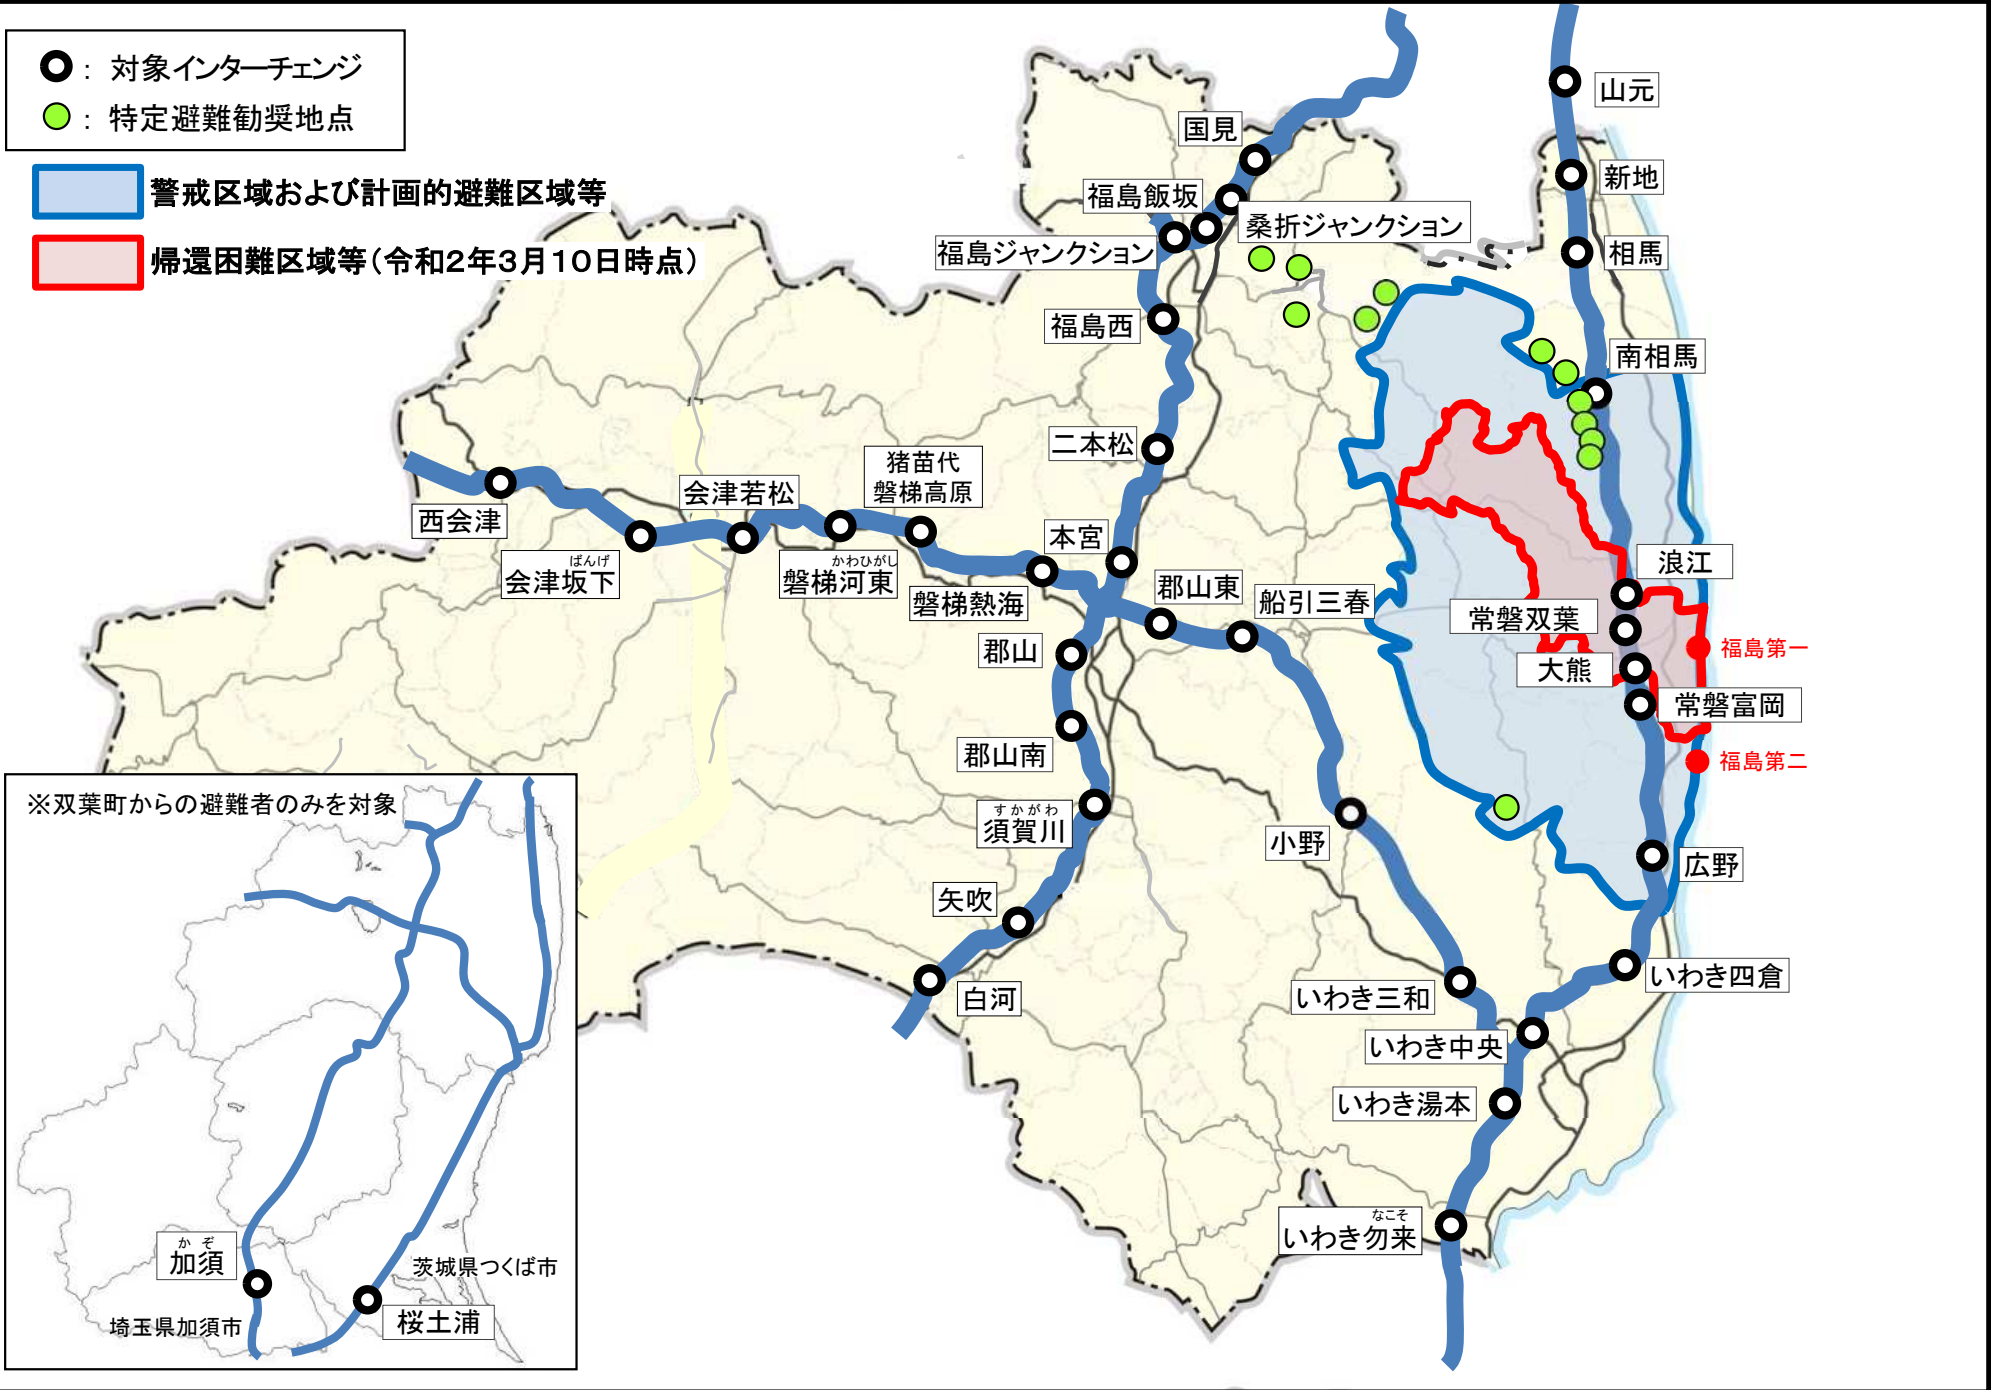 ： 対象インターチェンジ
： 特定避難勧奨地点
警戒区域および計画的避難区域等
帰還困難区域等（令和2年3月10日時点）
山元
国見
新地
福島飯坂
桑折ジャンクション
福島ジャンクション
相馬
福島西
南相馬
二本松
猪苗代
磐梯高原
会津若松
西会津
本宮
ばんげ
会津坂下
かわひがし
磐梯河東
磐梯熱海
郡山東
船引三春
浪江
常磐双葉
郡山
福島第一
大熊
常磐富岡
郡山南
福島第二
すかがわ
須賀川
小野
広野
矢吹
白河
いわき四倉
いわき三和
いわき中央
いわき湯本
なこそ
いわき勿来
※双葉町からの避難者のみを対象
かぞ
加須
埼玉県加須市
茨城県つくば市
桜土浦